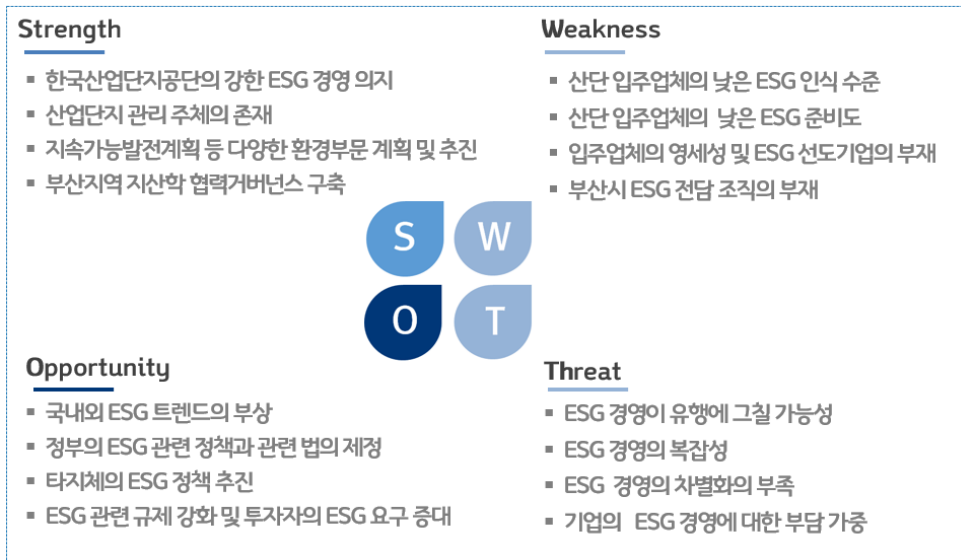 Strength
▪ 한국산업단지공단의 강한 ESG 경영 의지
▪ 산업단지 관리 주체의 존재
▪ 지속가능발전계획 등 다양한 환경부문 계획 및 추진
▪ 부산지역 지산학 협력거버넌스 구축
Weakness
▪ 산단 입주업체의 낮은 ESG 인식 수준
▪ 산단 입주업체의 낮은 ESG 준비도
▪ 입주업체의 영세성 및 ESG 선도기업의 부재
▪ 부산시 ESG 전담 조직의 부재
S W
O T
Opportunity
▪ 국내외 ESG 트렌드의 부상
▪ 정부의 ESG 관련 정책과 관련 법의 제정
▪ 타지체의 ESG 정책 추진
▪ ESG 관련 규제 강화 및 투자자의 ESG 요구 증대
Threat
▪ ESG 경영이 유행에 그칠 가능성
▪ ESG 경영의 복잡성
▪ ESG 경영의 차별화의 부족
▪ 기업의 ESG 경영에 대한 부담 가중